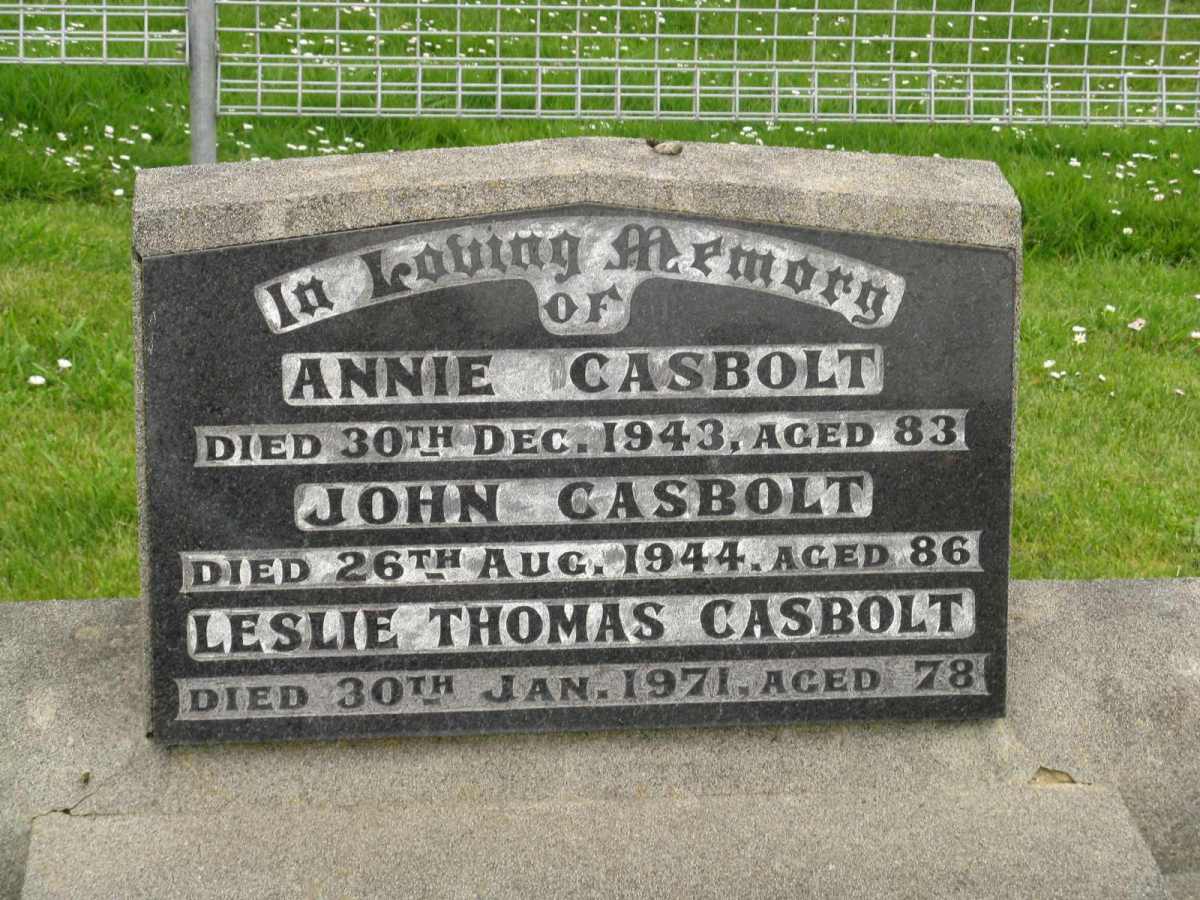 In Loving Memory
OF
ANNIE CASBOLT
DIED 30TH DEC. 1943, AGED 83
JOHN CASBOLT
DIED 26TH AUG. 1944. AGED 86
LESLIE THOMAS CASBOLT
DIED 30TH JAN. 1971, AGED 78